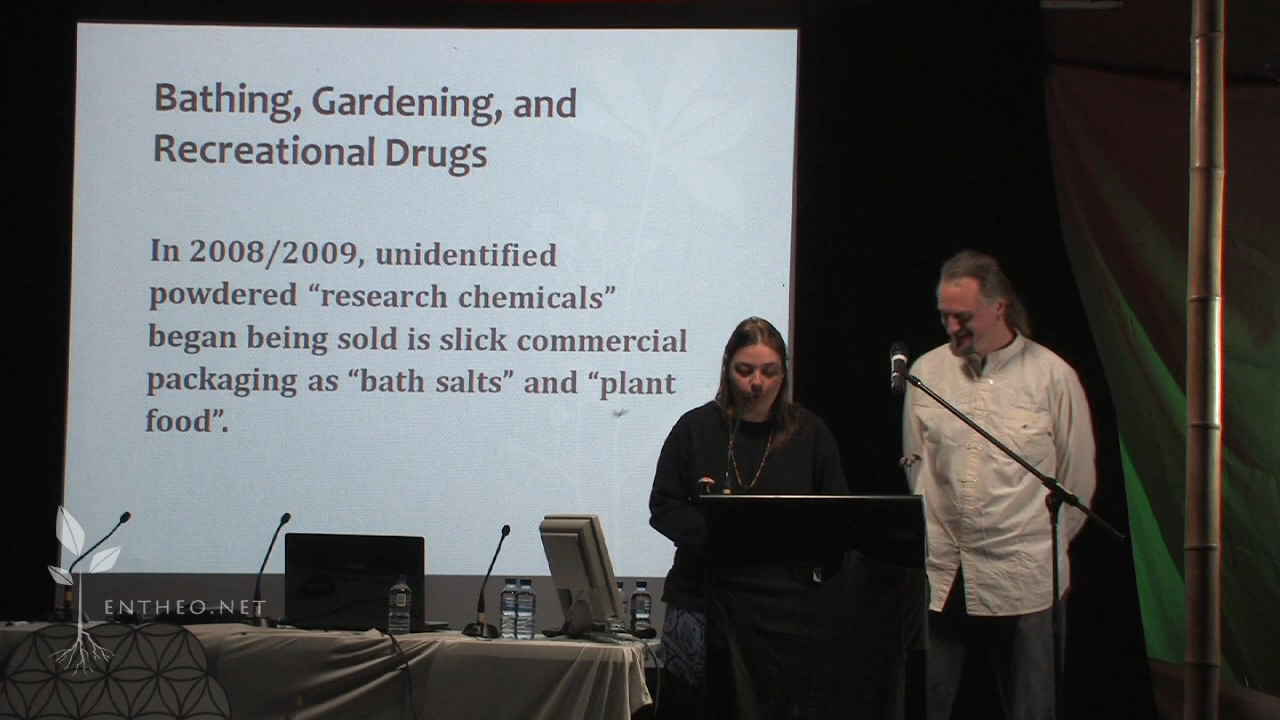 Bathing, Gardening, and
Recreational Drugs
In 2008/2009, unidentified
powdered “research chemicals”
began being sold is slick commercial
packaging as “bath salts” and “plant
food”.
ENTHEO.NET